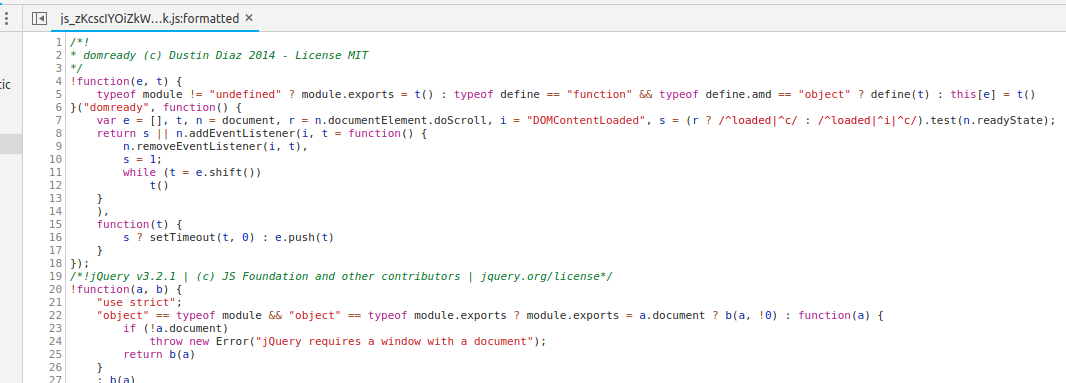 js_zKcscIYOiZkW...k.js:formatted ×
cic
1 /*!
2 * domready (c) Dustin Diaz 2014 - License MIT
3 */
4 !function(e, t) {
5 typeof module != "undefined" ? module.exports = t() : typeof define == "function" && typeof define.amd == "object" ? define(t) : this[e] = t()
6 }("domready", function() {
7 var e = [], t, n = document, r = n.documentElement.doScroll, i = "DOMContentLoaded", s = (r ? /^loaded|^c/ : /^loaded|^i|^c/).test(n.readyState);
8 return s || n.addEventListener(i, t = function() {
9 n.removeEventListener(i, t),
10 s = 1;
11 while (t = e.shift())
12 t()
13 }
14 ),
15 function(t) {
16 s ? setTimeout(t, 0) : e.push(t)
17 }
18 });
19 /*!jQuery v3.2.1 | (c) JS Foundation and other contributors | jquery.org/license*/
20 !function(a, b) {
21 "use strict";
22 "object" == typeof module && "object" == typeof module.exports ? module.exports = a.document ? b(a, !0) : function(a) {
23 if (!a.document)
24 throw new Error("jQuery requires a window with a document");
25 return b(a)
26 }
27 : b(a)